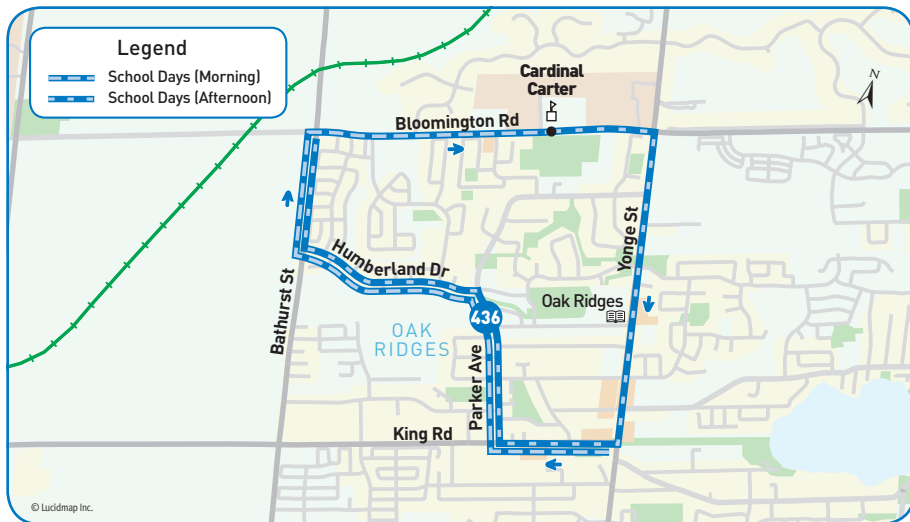 Legend
School Days (Morning)
School Days (Afternoon)
Cardinal
Carter
N
Bloomington Rd
Humberland Dr
Yonge St
Bathurst St
Oak Ridges
436
OAK
RIDGES
Parker Ave
King Rd
© Lucidmap Inc.